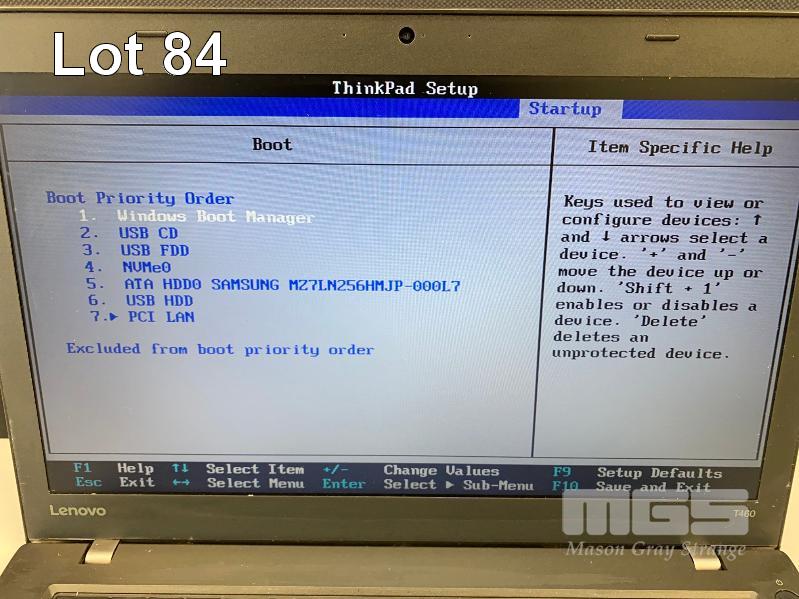 Lot 84
ThinkPad Setup
Startup
Boot
Item Specific Help
Boot Priority Order
1. Windows Boot Manager
2. USB CD
3. USB FDD
4. NVMe0
5. ATA HDD0 SAMSUNG MZ7LN256HMJP-000L7
6. USB HDD
7.▶ PCI LAN
Excluded from boot priority order
Keys used to view or
configure devices: ↑
and ↓ arrows select a
device. '+' and '-'
move the device up or
down. 'Shift + 1'
enables or disables a
device. 'Delete'
deletes an
unprotected device.
F1 Help ↑↓ Select Item +/- Change Values F9 Setup Defaults
Esc Exit ←→ Select Menu Enter Select ▶ Sub-Menu F10 Save and Exit
Lenovo
T460
MGS
Mason Gray Strange